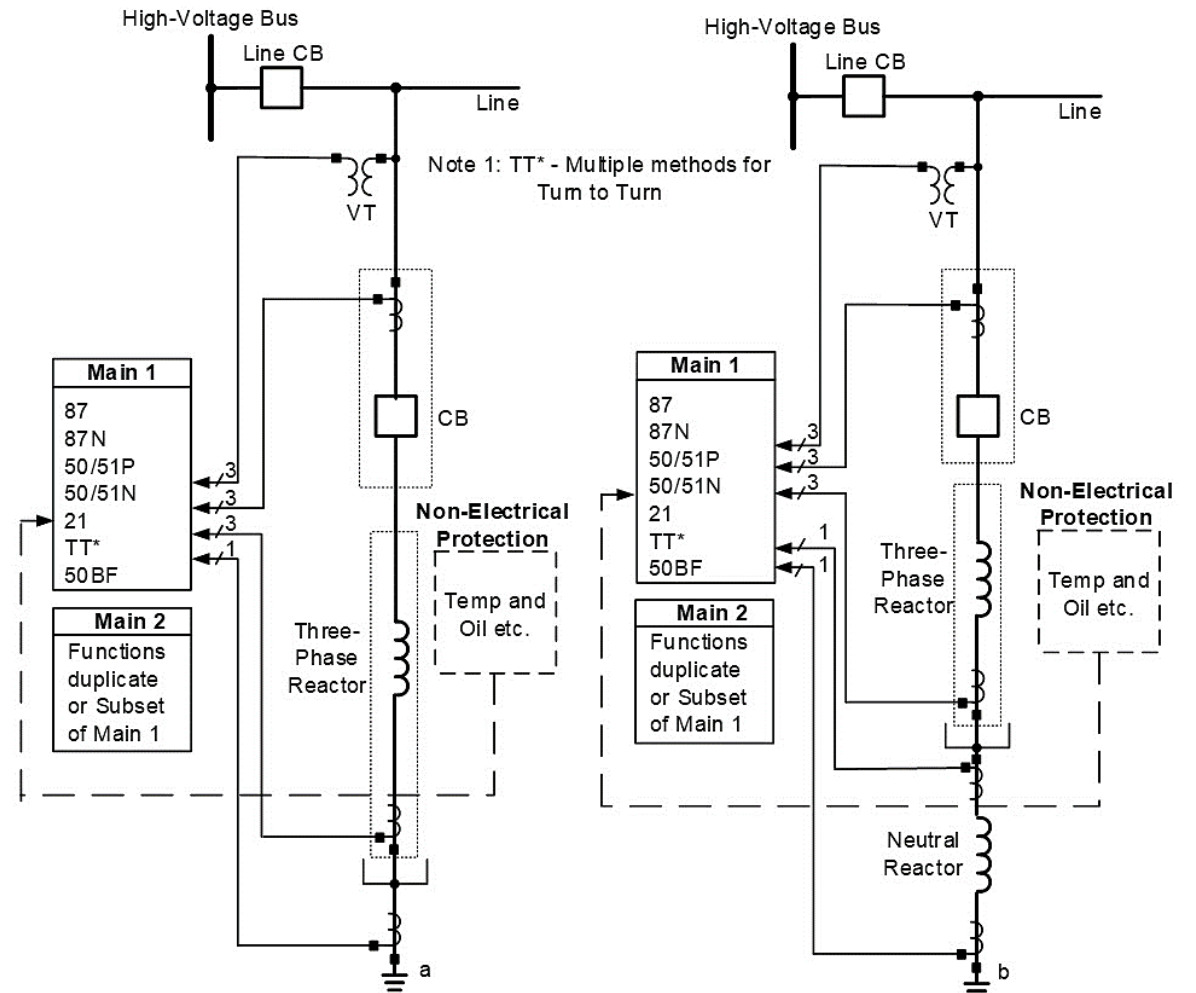 High-Voltage Bus
Line CB
Line
VT
Note 1: TT* - Multiple methods for
Turn to Turn
Main 1
87
87N
50/51P
50/51N
21
TT*
50BF
3
3
3
1
CB
Non-Electrical
Protection
Temp and
Oil etc.
Main 2
Functions
duplicate
or Subset
of Main 1
Three-
Phase
Reactor
a
High-Voltage Bus
Line CB
Line
VT
Main 1
87
87N
50/51P
50/51N
21
TT*
50BF
3
3
3
1
1
CB
Non-Electrical
Protection
Temp and
Oil etc.
Three-
Phase
Reactor
Main 2
Functions
duplicate
or Subset
of Main 1
Neutral
Reactor
b